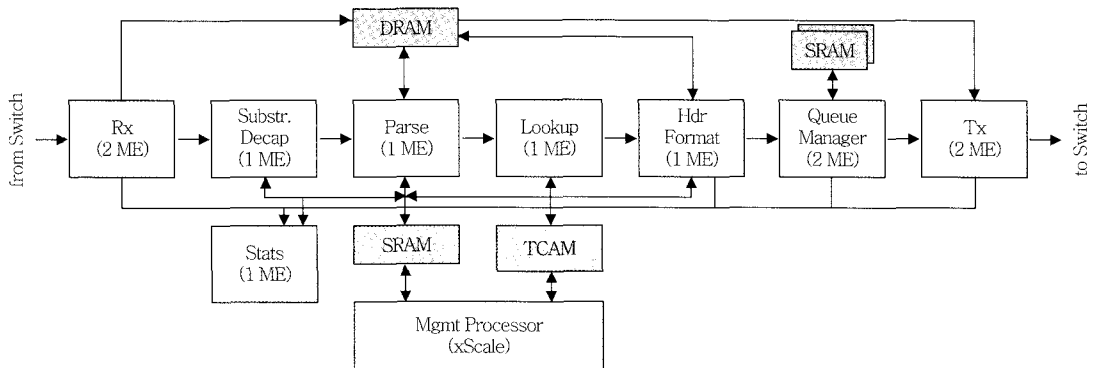 DRAM
SRAM
from Switch
Rx
(2 ME)
Substr.
Decap
(1 ME)
Parse
(1 ME)
Lookup
(1 ME)
Hdr
Format
(1 ME)
Queue
Manager
(2 ME)
Tx
(2 ME)
to Switch
Stats
(1 ME)
SRAM
TCAM
Mgmt Processor
(xScale)